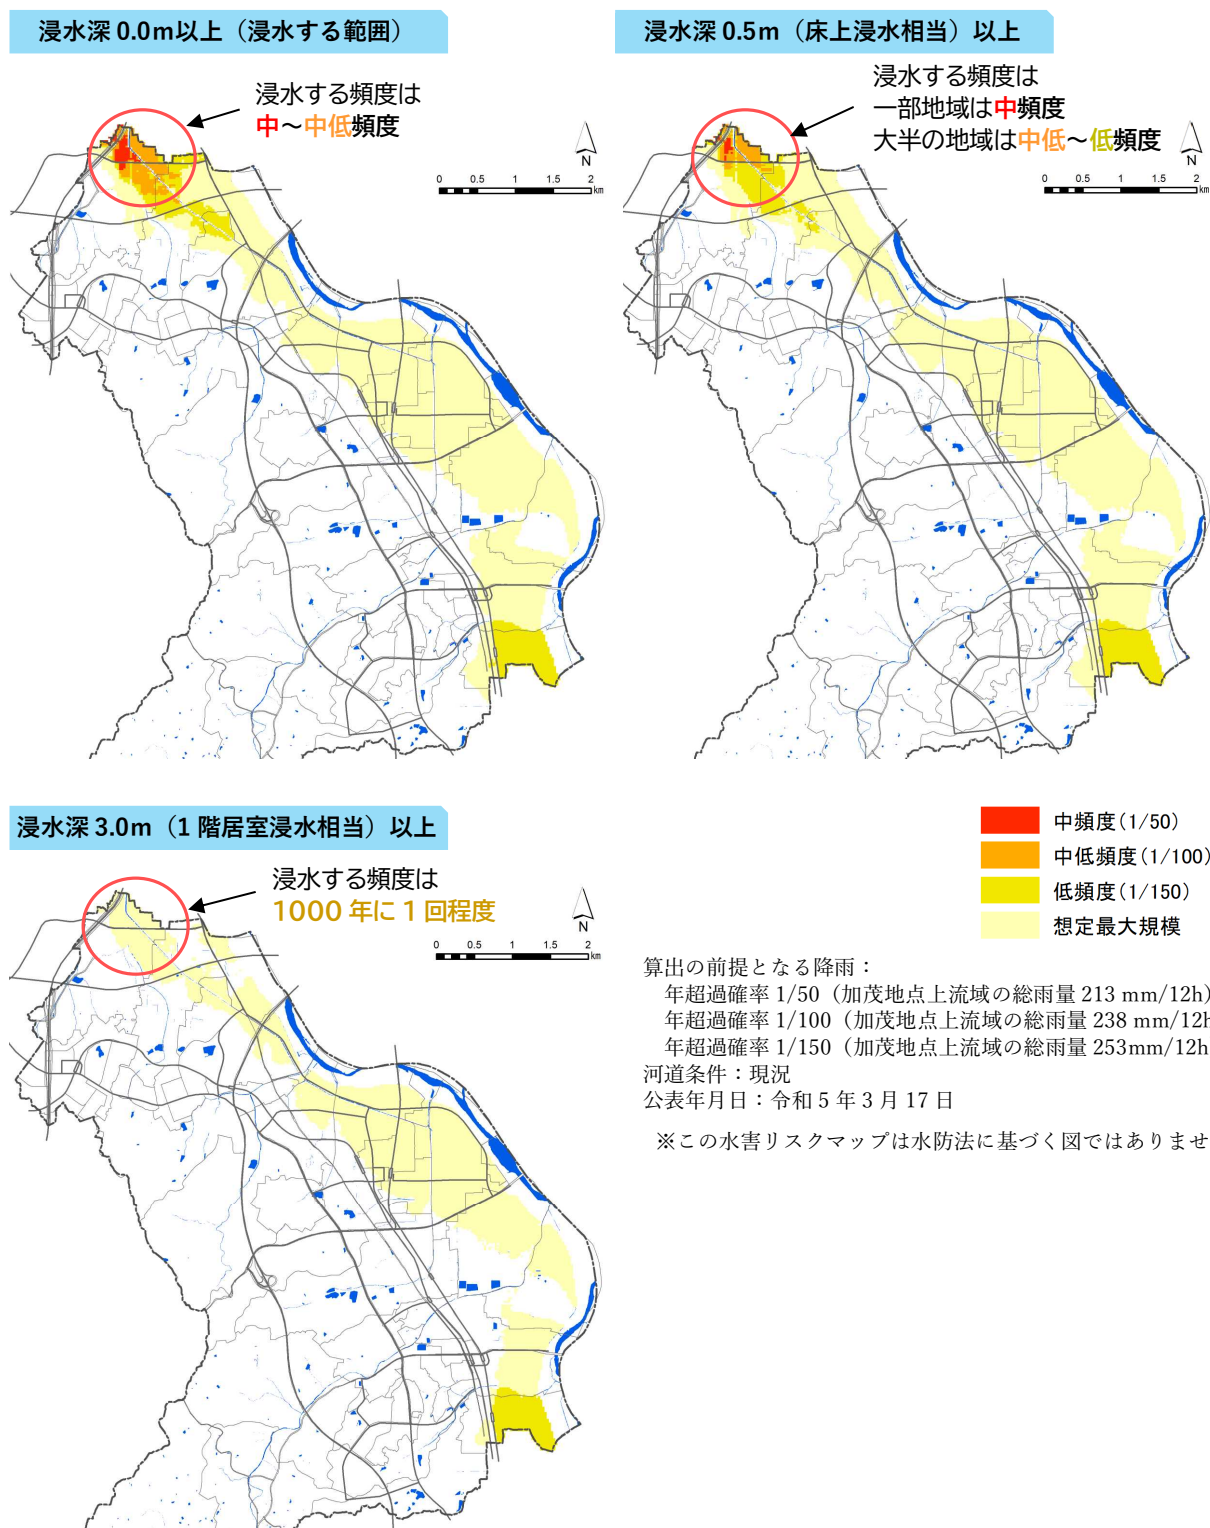 浸水深 0.0m以上（浸水する範囲）
浸水する頻度は
中～中低頻度
N
0 0.5 1 1.5 2
km
浸水深 0.5m（床上浸水相当）以上
浸水する頻度は
一部地域は中頻度
大半の地域は中低～低頻度
N
0 0.5 1 1.5 2
km
浸水深 3.0m（1 階居室浸水相当）以上
浸水する頻度は
1000 年に 1 回程度
N
0 0.5 1 1.5 2
km
中頻度(1/50)
中低頻度(1/100)
低頻度(1/150)
想定最大規模
算出の前提となる降雨：
年超過確率 1/50（加茂地点上流域の総雨量 213 mm/12h）
年超過確率 1/100（加茂地点上流域の総雨量 238 mm/12h
年超過確率 1/150（加茂地点上流域の総雨量 253mm/12h
河道条件：現況
公表年月日：令和 5 年 3 月 17 日
※この水害リスクマップは水防法に基づく図ではありませ